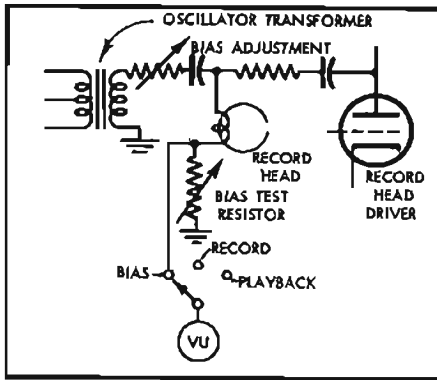 OSCILLATOR TRANSFORMER
BIAS ADJUSTMENT
RECORD
HEAD
RECORD
HEAD
DRIVER
BIAS TEST
RESISTOR
RECORD
BIAS
PLAYBACK
VU